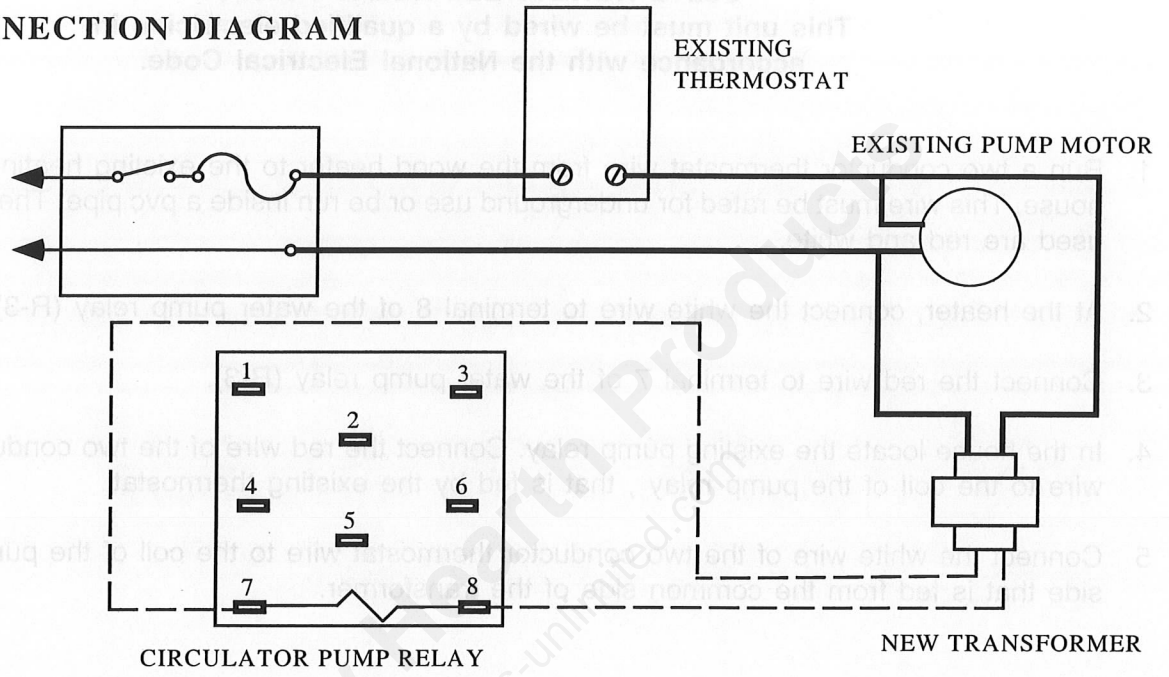 NECTION DIAGRAM
This unit must be wired by a
accordance with the National Electrical Code.
EXISTING
THERMOSTAT
EXISTING PUMP MOTOR
1. Run a two conductor thermostat wire from the wood heater to the existing
house. This wire must be rated for underground use or be run inside a pvc pipe. The
used are red and white.
2. At the heater, connect the white wire to terminal 8 of the water pump relay (R-3)
3. Connect the red wire to terminal 7 of the water pump relay
4. In the house locate the existing pump relay. Connect the red wire of the two
wire to the coil of the pump relay, that is fed by the existing thermostat.
5 Connect the white wire of the two conductor thermostat wire to the coil of the
side that is fed from the common side of the transformer.
1
3
2
4
6
5
7
8
CIRCULATOR PUMP RELAY
NEW TRANSFORMER
Hearth Products
unlimited.com